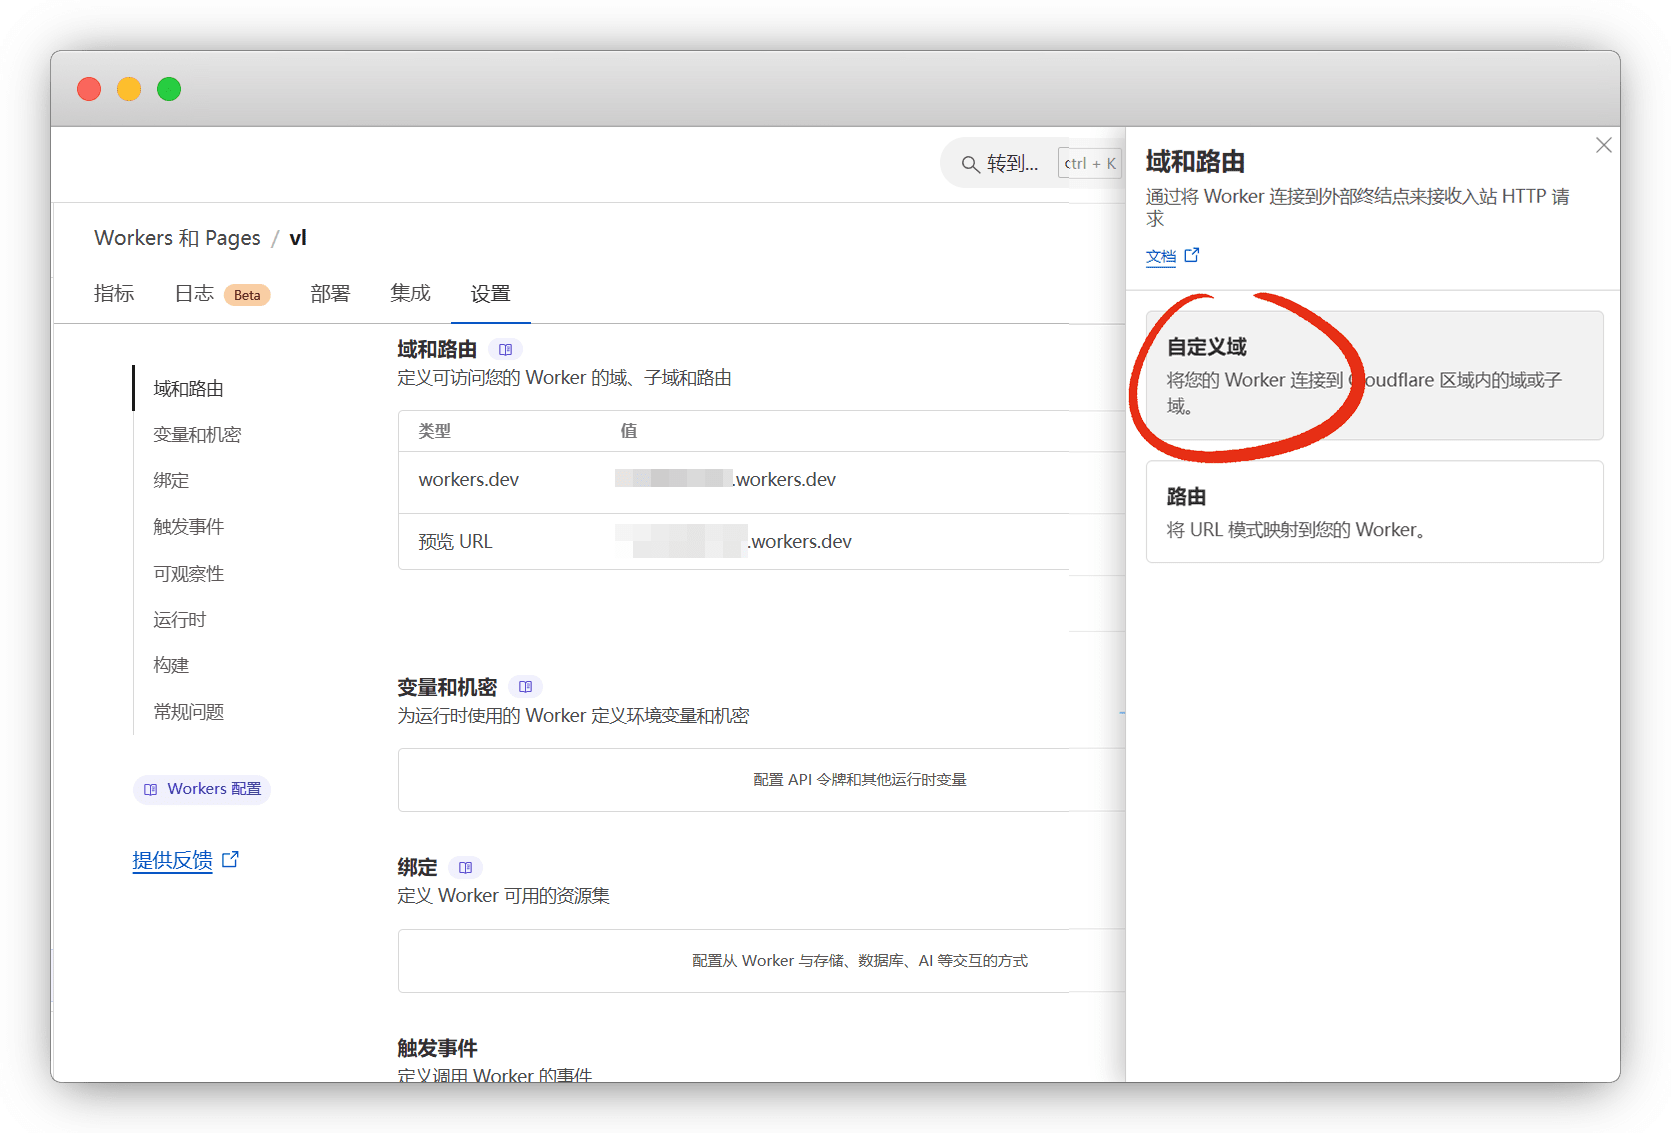 转到...
ctrl + K
Workers 和 Pages / vl
指标
日志 Beta
部署
集成
设置
域和路由
变量和机密
绑定
触发事件
可观察性
运行时
构建
常规问题
Workers 配置
提供反馈
域和路由
定义可访问您的 Worker 的域、子域和路由
类型 值
workers.dev .workers.dev
预览 URL .workers.dev
变量和机密
为运行时使用的 Worker 定义环境变量和机密
配置 API 令牌和其他运行时变量
绑定
定义 Worker 可用的资源集
配置从 Worker 与存储、数据库、AI 等交互的方式
触发事件
定义调用 Worker 的事件
域和路由
通过将 Worker 连接到外部终结点来接收入站 HTTP 请
求
文档
自定义域
将您的 Worker 连接到 Cloudflare 区域内的域或子
域。
路由
将 URL 模式映射到您的 Worker。